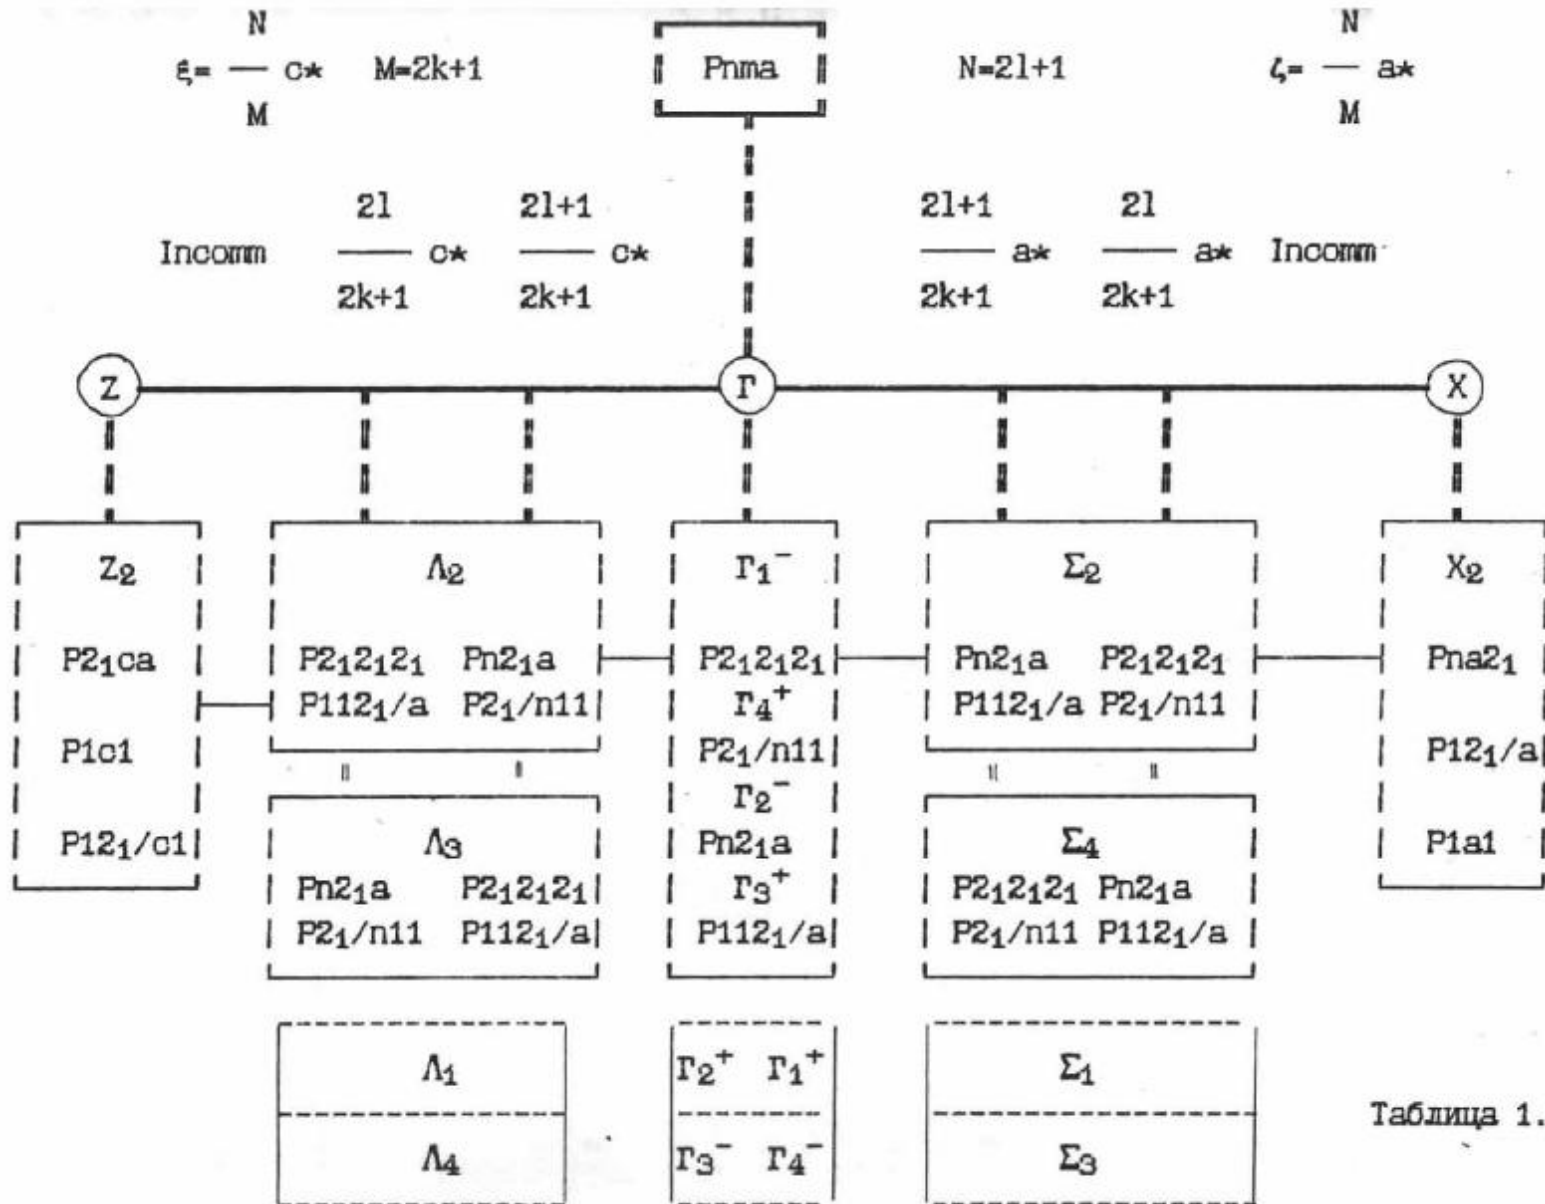 N N
ξ= — c* M=2k+1 Pnma N=2l+1 ζ= — a*
M M
2l 2l+1 2l+1 2l
Incomm — c* — c* — a* — a* Incomm
2k+1 2k+1 2k+1 2k+1
Z Γ X
Z₂ Λ₂ Γ₁⁻ Σ₂ X₂
P2₁ca P2₁2₁2₁ Pn2₁a P2₁2₁2₁ Pn2₁a P2₁2₁2₁ Pna2₁
P112₁/a P2₁/n11 Γ₄⁺ P112₁/a P2₁/n11
P1c1 P2₁/n11 P12₁/a
Γ₂⁻
P12₁/c1 Λ₃ Pn2₁a Σ₄ P1a1
Pn2₁a P2₁2₁2₁ Γ₃⁺ P2₁2₁2₁ Pn2₁a
P2₁/n11 P112₁/a P112₁/a P2₁/n11 P112₁/a
Λ₁ Γ₂⁺ Γ₁⁺ Σ₁
Таблица 1.
Λ₄ Γ₃⁻ Γ₄⁻ Σ₃